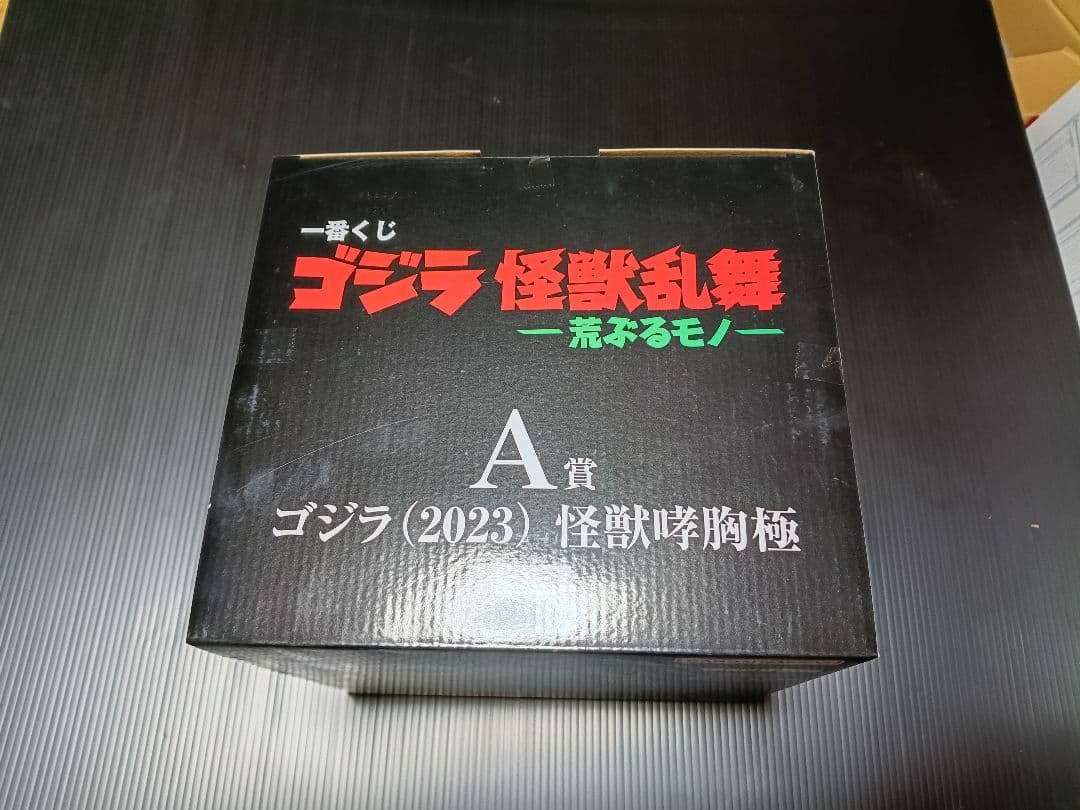 一番くじ
ゴジラ 怪獣乱舞
―荒ぶるモノ―
A賞
ゴジラ(2023) 怪獣哮胸極